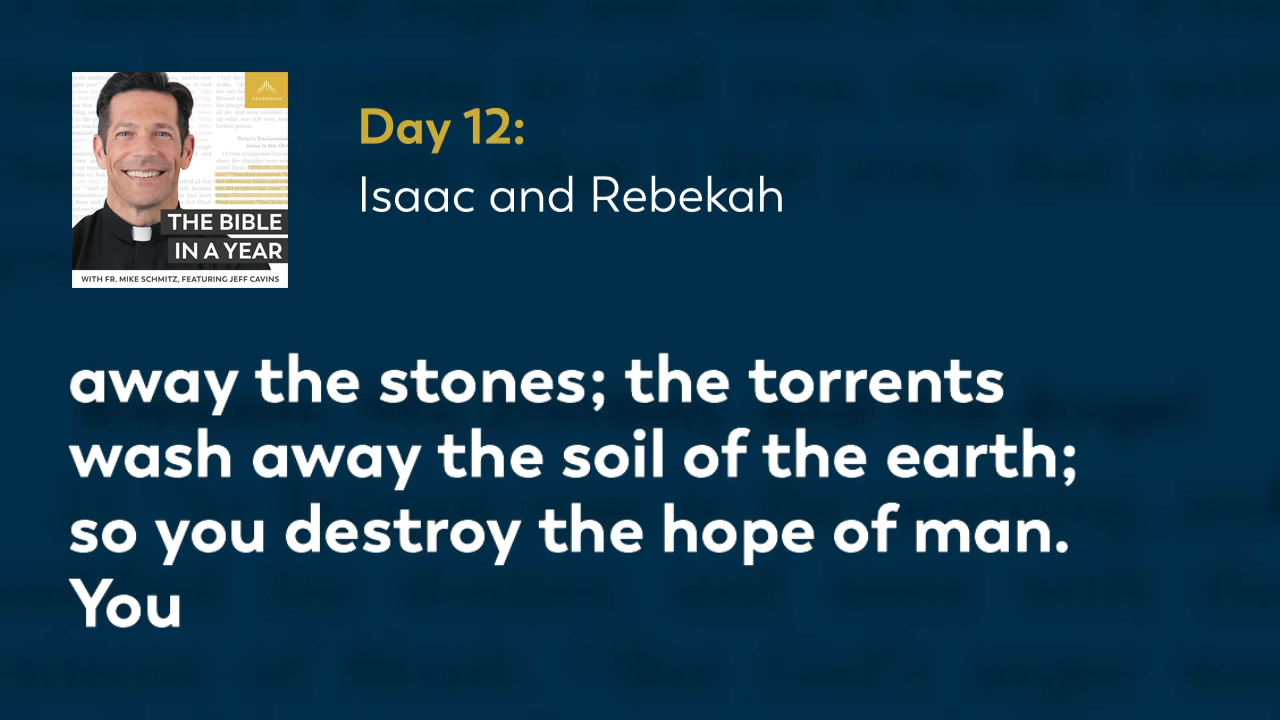 Day 12:
Isaac and Rebekah
THE BIBLE
IN A YEAR
WITH FR. MIKE SCHMITZ, FEATURING JEFF CAVINS
away the stones; the torrents
wash away the soil of the earth;
so you destroy the hope of man.
You